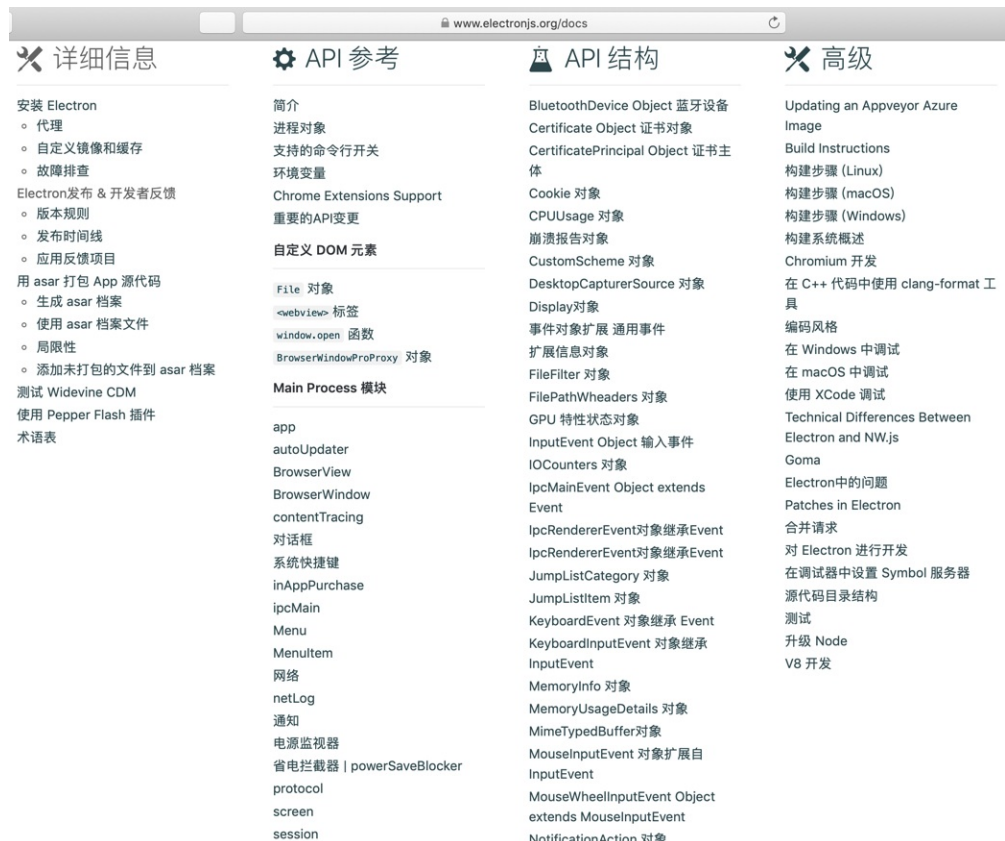 www.electronjs.org/docs
详细信息
安装 Electron
代理
自定义镜像和缓存
故障排查
Electron发布 & 开发者反馈
版本规则
发布时间线
应用反馈项目
用 asar 打包 App 源代码
生成 asar 档案
使用 asar 档案文件
局限性
添加未打包的文件到 asar 档案
测试 Widevine CDM
使用 Pepper Flash 插件
术语表
API 参考
简介
进程对象
支持的命令行开关
环境变量
Chrome Extensions Support
重要的API变更
自定义 DOM 元素
File 对象
<webview> 标签
window.open 函数
BrowserWindowProProxy 对象
Main Process 模块
app
autoUpdater
BrowserView
BrowserWindow
contentTracing
对话框
系统快捷键
inAppPurchase
ipcMain
Menu
MenuItem
网络
netLog
通知
电源监视器
省电拦截器 | powerSaveBlocker
protocol
screen
session
API 结构
BluetoothDevice Object 蓝牙设备
Certificate Object 证书对象
CertificatePrincipal Object 证书主
体
Cookie 对象
CPUUsage 对象
崩溃报告对象
CustomScheme 对象
DesktopCapturerSource 对象
Display对象
事件对象扩展 通用事件
扩展信息对象
FileFilter 对象
FilePathWheaders 对象
GPU 特性状态对象
InputEvent Object 输入事件
IOCounters 对象
IpcMainEvent Object extends
Event
IpcRendererEvent对象继承Event
IpcRendererEvent对象继承Event
JumpListCategory 对象
JumpListItem 对象
KeyboardEvent 对象继承 Event
KeyboardInputEvent 对象继承
InputEvent
MemoryInfo 对象
MemoryUsageDetails 对象
MimeTypedBuffer对象
MouseInputEvent 对象扩展自
InputEvent
MouseWheelInputEvent Object
extends MouseInputEvent
NotificationAction 对象
高级
Updating an Appveyor Azure
Image
Build Instructions
构建步骤 (Linux)
构建步骤 (macOS)
构建步骤 (Windows)
构建系统概述
Chromium 开发
在 C++ 代码中使用 clang-format 工
具
编码风格
在 Windows 中调试
在 macOS 中调试
使用 XCode 调试
Technical Differences Between
Electron and NW.js
Goma
Electron中的问题
Patches in Electron
合并请求
对 Electron 进行开发
在调试器中设置 Symbol 服务器
源代码目录结构
测试
升级 Node
V8 开发